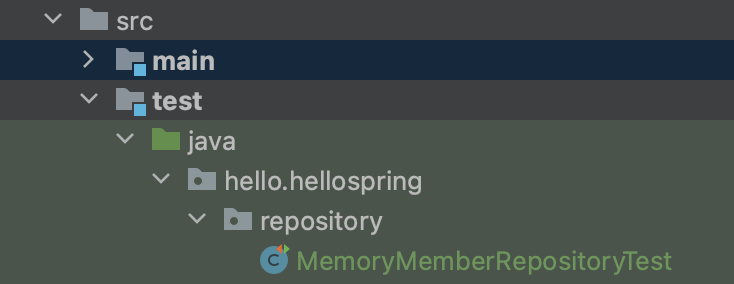 src
main
test
java
hello.hellospring
repository
C MemoryMemberRepositoryTest